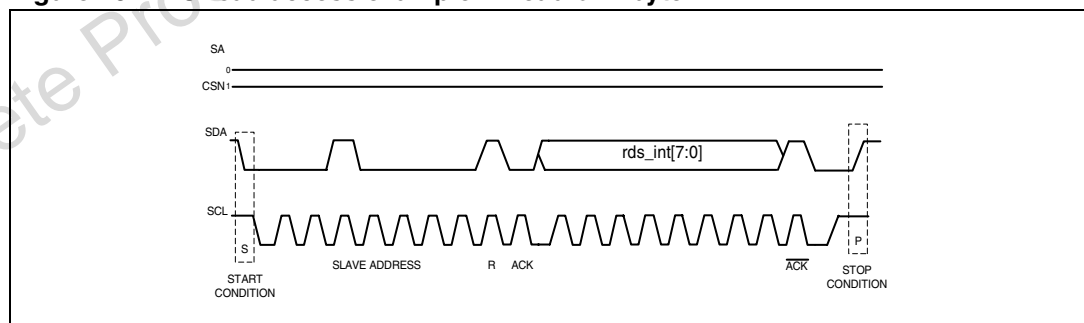 SA
0
CSN 1
SDA
rds_int[7:0]
SCL
S
P
SLAVE ADDRESS R ACK ACK
START
CONDITION
STOP
CONDITION